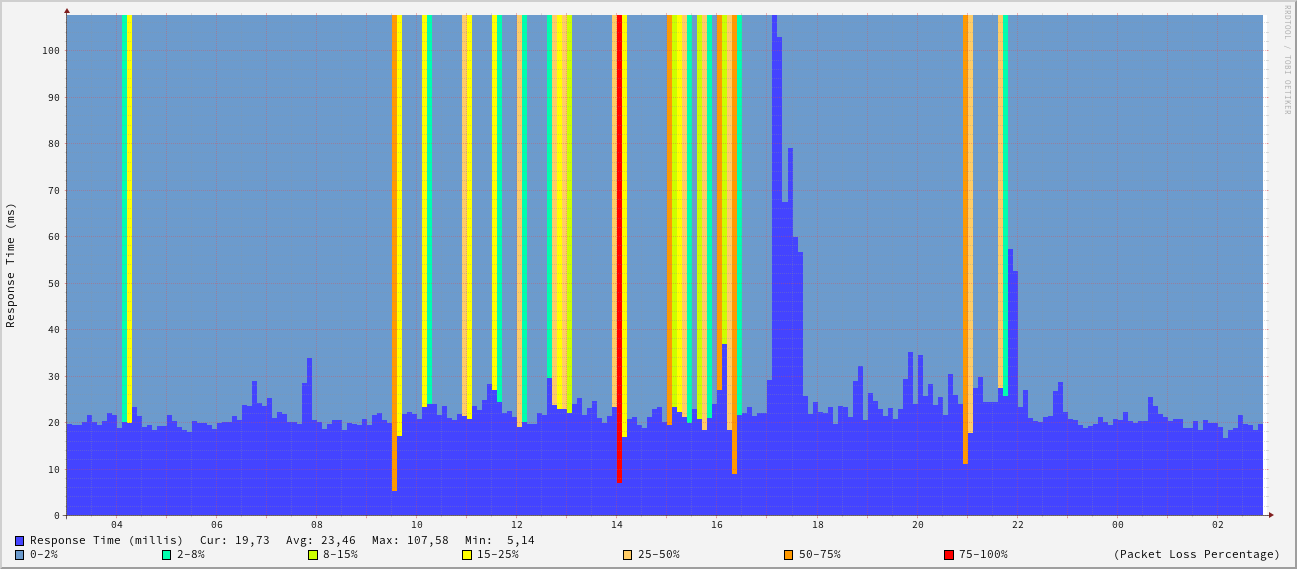 RRDTOOL / TOBI OETIKER
Response Time (ms)
100
90
80
70
60
50
40
30
20
10
0
04 06 08 10 12 14 16 18 20 22 00 02
Response Time (millis) Cur: 19,73 Avg: 23,46 Max: 107,58 Min: 5,14
0-2% 2-8% 8-15% 15-25% 25-50% 50-75% 75-100% (Packet Loss Percentage)